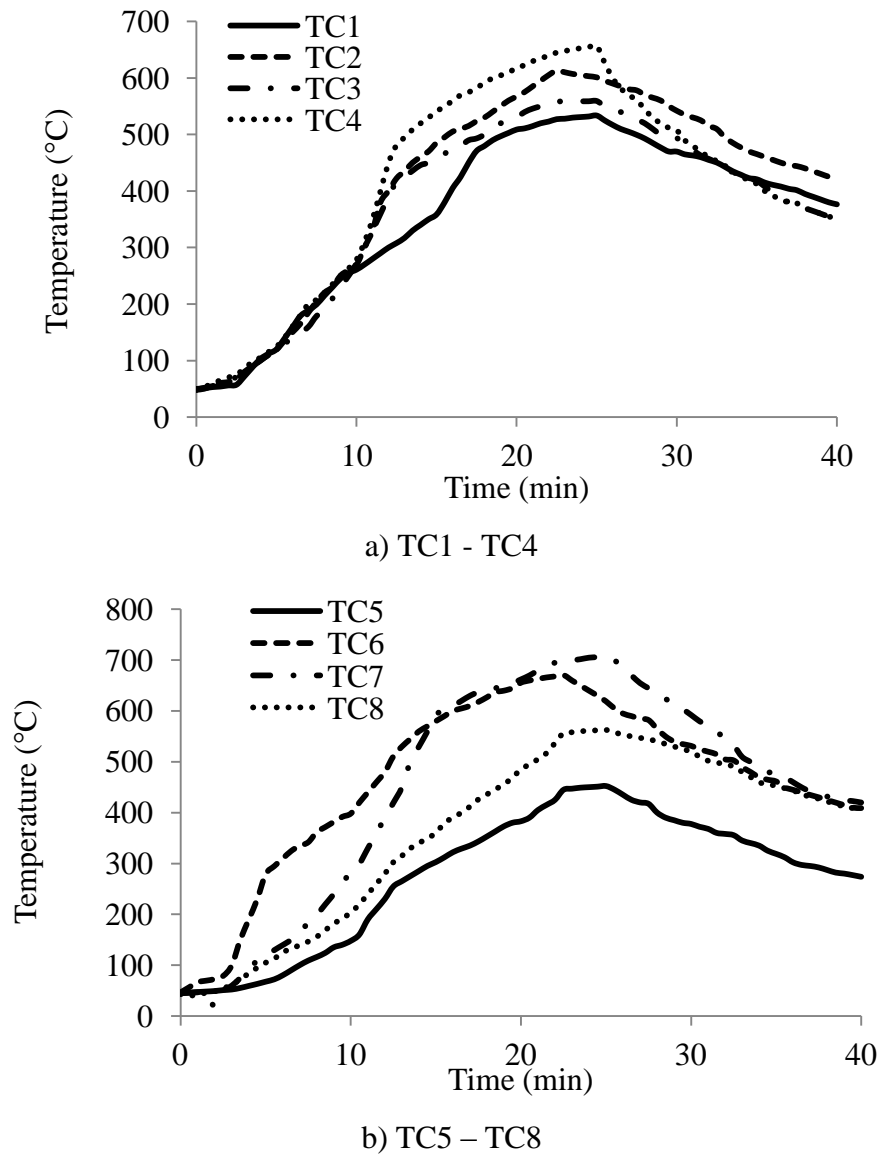 TC1
TC2
TC3
TC4
700
600
500
400
300
200
100
0
Temperature (°C)
0 10 20 30 40
Time (min)
a) TC1 - TC4
TC5
TC6
TC7
TC8
800
700
600
500
400
300
200
100
0
Temperature (°C)
0 10 20 30 40
Time (min)
b) TC5 – TC8